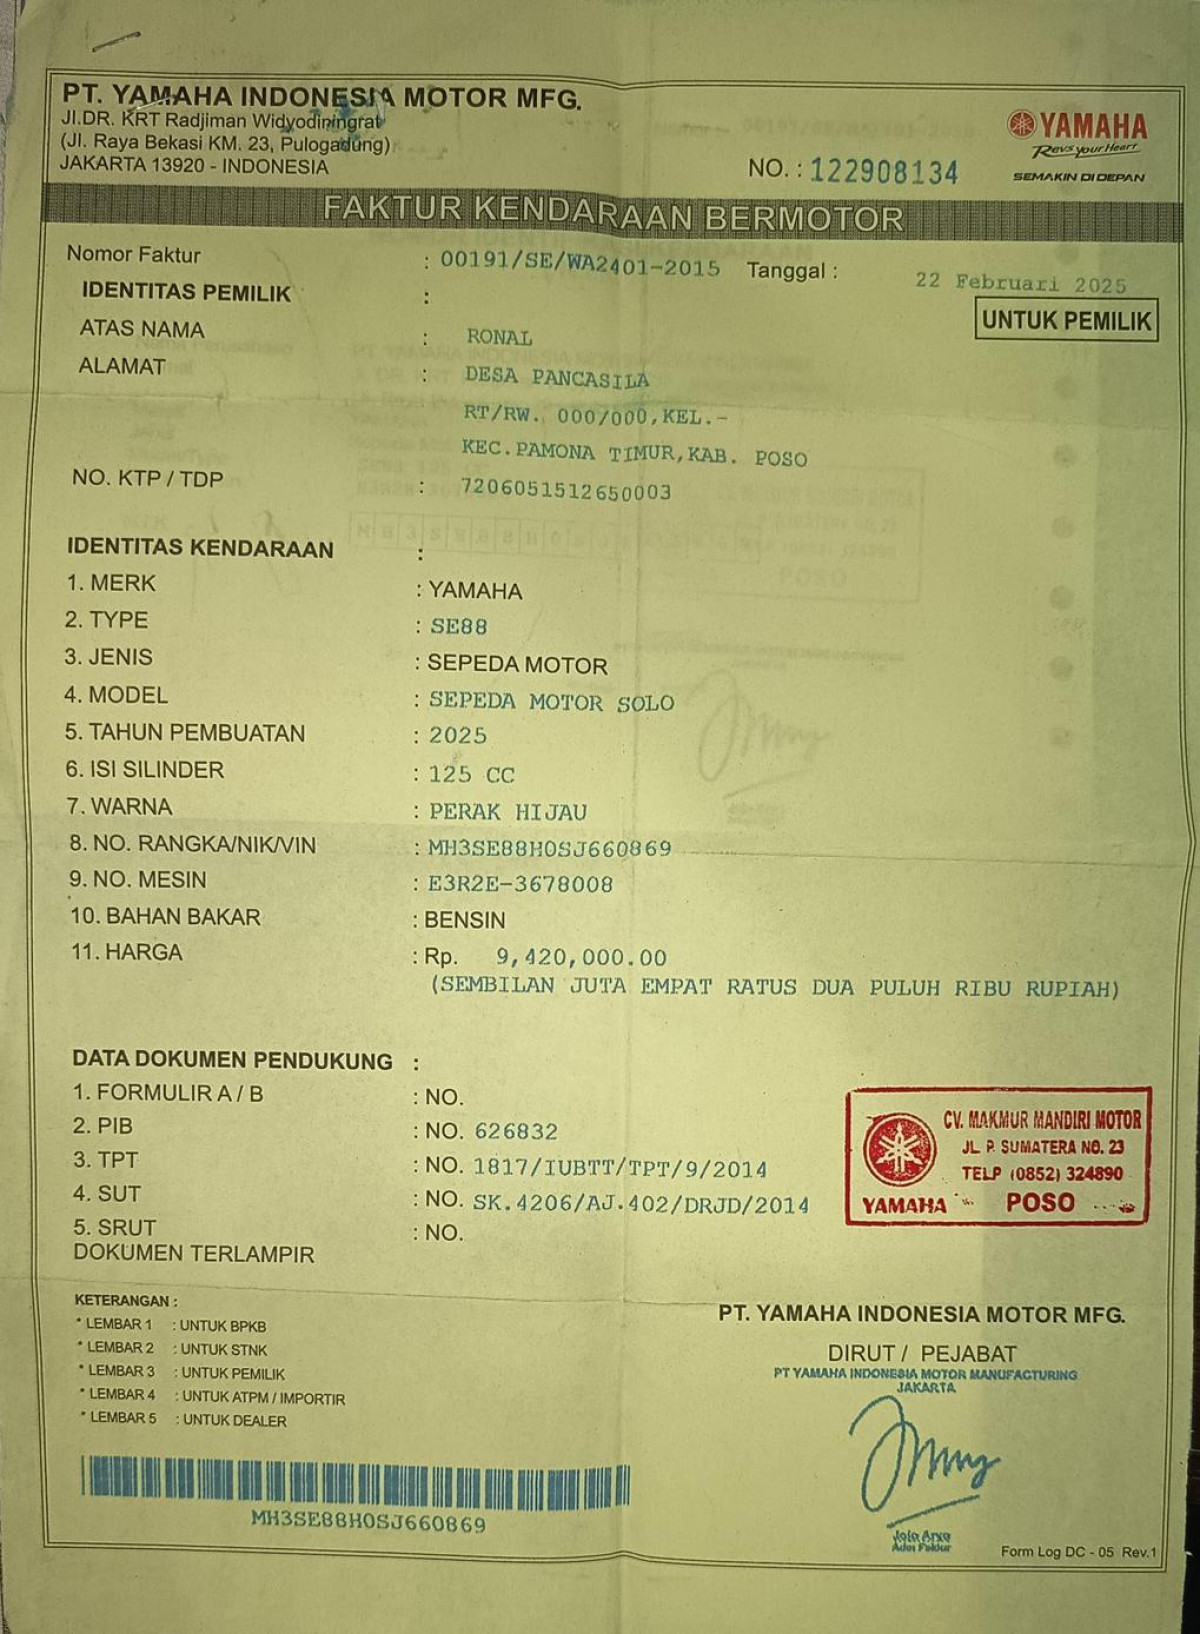 PT. YAMAHA INDONESIA MOTOR MFG.
Jl.DR. KRT Radjiman Widyodiningrat
(Jl. Raya Bekasi KM. 23, Pulogadung)
JAKARTA 13920 - INDONESIA
NO. : 122908134
YAMAHA
Revs your Heart
SEMAKIN DI DEPAN
FAKTUR KENDARAAN BERMOTOR
Nomor Faktur : 00191/SE/WA2401-2015 Tanggal : 22 Februari 2025
IDENTITAS PEMILIK :
UNTUK PEMILIK
ATAS NAMA : RONAL
ALAMAT : DESA PANCASILA
RT/RW. 000/000,KEL.-
KEC.PAMONA TIMUR,KAB. POSO
NO. KTP / TDP : 7206051512650003
IDENTITAS KENDARAAN :
1. MERK : YAMAHA
2. TYPE : SE88
3. JENIS : SEPEDA MOTOR
4. MODEL : SEPEDA MOTOR SOLO
5. TAHUN PEMBUATAN : 2025
6. ISI SILINDER : 125 CC
7. WARNA : PERAK HIJAU
8. NO. RANGKA/NIK/VIN : MH3SE88H0SJ660869
9. NO. MESIN : E3R2E-3678008
10. BAHAN BAKAR : BENSIN
11. HARGA : Rp. 9,420,000.00
(SEMBILAN JUTA EMPAT RATUS DUA PULUH RIBU RUPIAH)
DATA DOKUMEN PENDUKUNG :
1. FORMULIR A / B : NO.
2. PIB : NO. 626832
3. TPT : NO. 1817/IUBTT/TPT/9/2014
4. SUT : NO. SK.4206/AJ.402/DRJD/2014
5. SRUT : NO.
DOKUMEN TERLAMPIR
CV. MAKMUR MANDIRI MOTOR
JL. P. SUMATERA NO. 23
TELP (0852) 324890
YAMAHA POSO
KETERANGAN :
* LEMBAR 1 : UNTUK BPKB
* LEMBAR 2 : UNTUK STNK
* LEMBAR 3 : UNTUK PEMILIK
* LEMBAR 4 : UNTUK ATPM / IMPORTIR
* LEMBAR 5 : UNTUK DEALER
PT. YAMAHA INDONESIA MOTOR MFG.
DIRUT / PEJABAT
PT YAMAHA INDONESIA MOTOR MANUFACTURING
JAKARTA
MH3SE88H0SJ660869
Adm Faktur
Form Log DC - 05 Rev.1